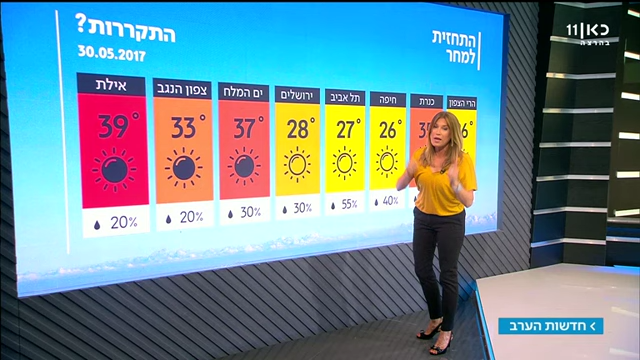 כאן 11
בהרצה
התחזית
למחר
התקררות?
30.05.2017
הרי הצפון
כנרת
חיפה
תל אביב
ירושלים
ים המלח
צפון הנגב
אילת
26°
27°
28°
37°
33°
39°
40%
55%
30%
30%
20%
20%
חדשות הערב >